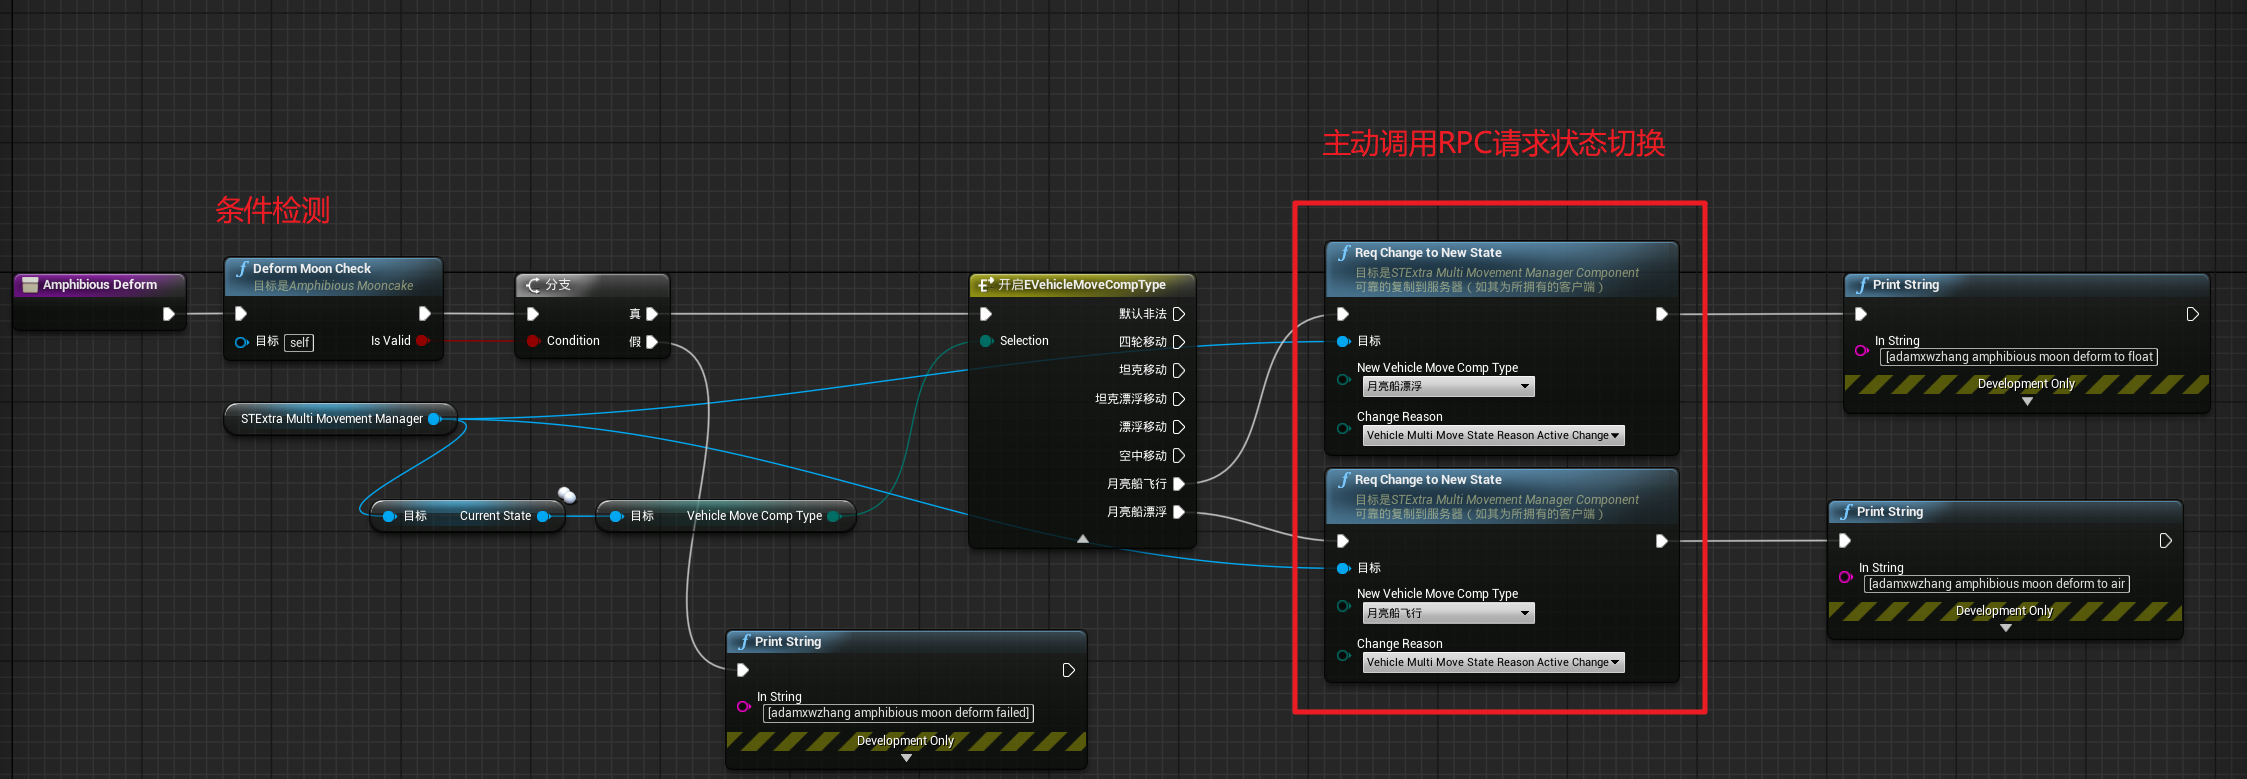 主动调用RPC请求状态切换
条件检测
Amphibious Deform
Deform Moon Check
目标是Amphibious Mooncake
目标 self
Is Valid
分支
真
Condition
假
STExtra Multi Movement Manager
目标 Current State
目标 Vehicle Move Comp Type
开启EVehicleMoveCompType
Selection
默认非法
四轮移动
坦克移动
坦克漂浮移动
漂浮移动
空中移动
月亮船飞行
月亮船漂浮
Req Change to New State
目标是STExtra Multi Movement Manager Component
可靠的复制到服务器（如其为所拥有的客户端）
目标
New Vehicle Move Comp Type
月亮船漂浮
Change Reason
Vehicle Multi Move State Reason Active Change
Req Change to New State
目标是STExtra Multi Movement Manager Component
可靠的复制到服务器（如其为所拥有的客户端）
目标
New Vehicle Move Comp Type
月亮船飞行
Change Reason
Vehicle Multi Move State Reason Active Change
Print String
In String
[adamxwzhang amphibious moon deform to float
Development Only
Print String
In String
[adamxwzhang amphibious moon deform to air
Development Only
Print String
In String
[adamxwzhang amphibious moon deform failed]
Development Only